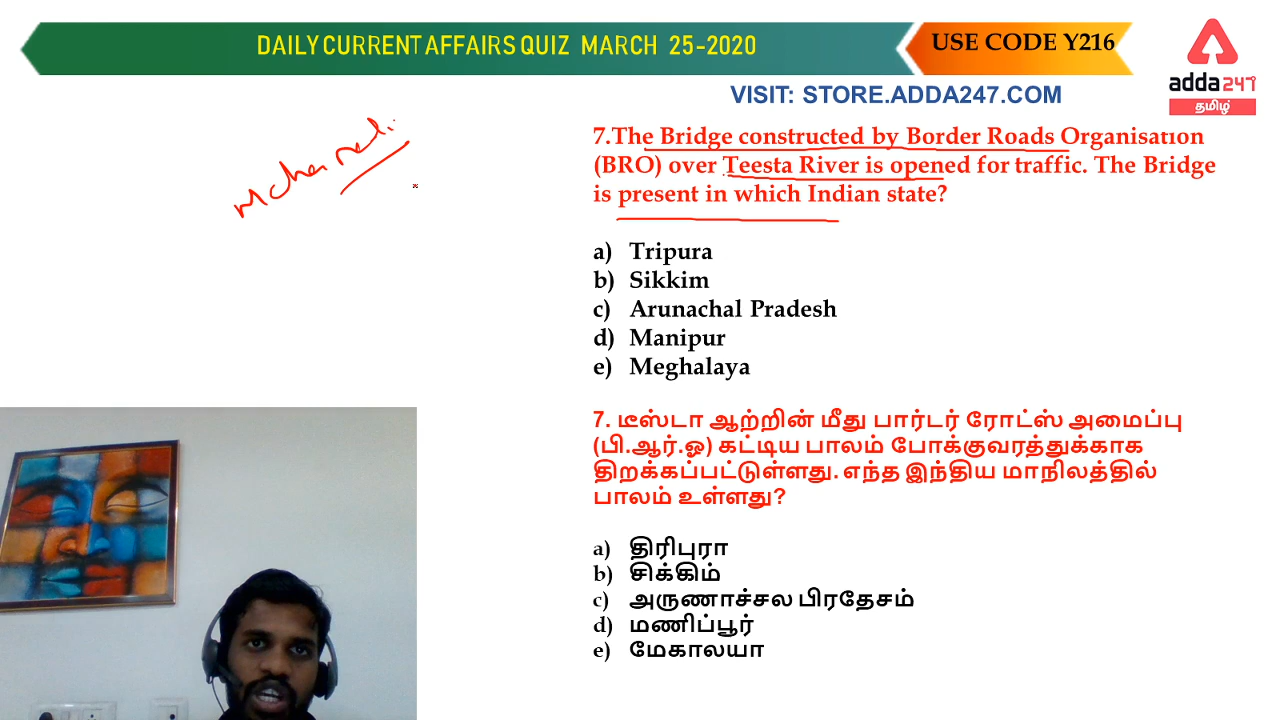 DAILY CURRENT AFFAIRS QUIZ MARCH 25-2020
USE CODE Y216
adda247
தமிழ்
VISIT: STORE.ADDA247.COM
7.The Bridge constructed by Border Roads Organisation
(BRO) over Teesta River is opened for traffic. The Bridge
is present in which Indian state?
a) Tripura
b) Sikkim
c) Arunachal Pradesh
d) Manipur
e) Meghalaya
7. டீஸ்டா ஆற்றின் மீது பார்டர் ரோட்ஸ் அமைப்பு
(பி.ஆர்.ஓ) கட்டிய பாலம் போக்குவரத்துக்காக
திறக்கப்பட்டுள்ளது. எந்த இந்திய மாநிலத்தில்
பாலம் உள்ளது?
a) திரிபுரா
b) சிக்கிம்
c) அருணாச்சல பிரதேசம்
d) மணிப்பூர்
e) மேகாலயா